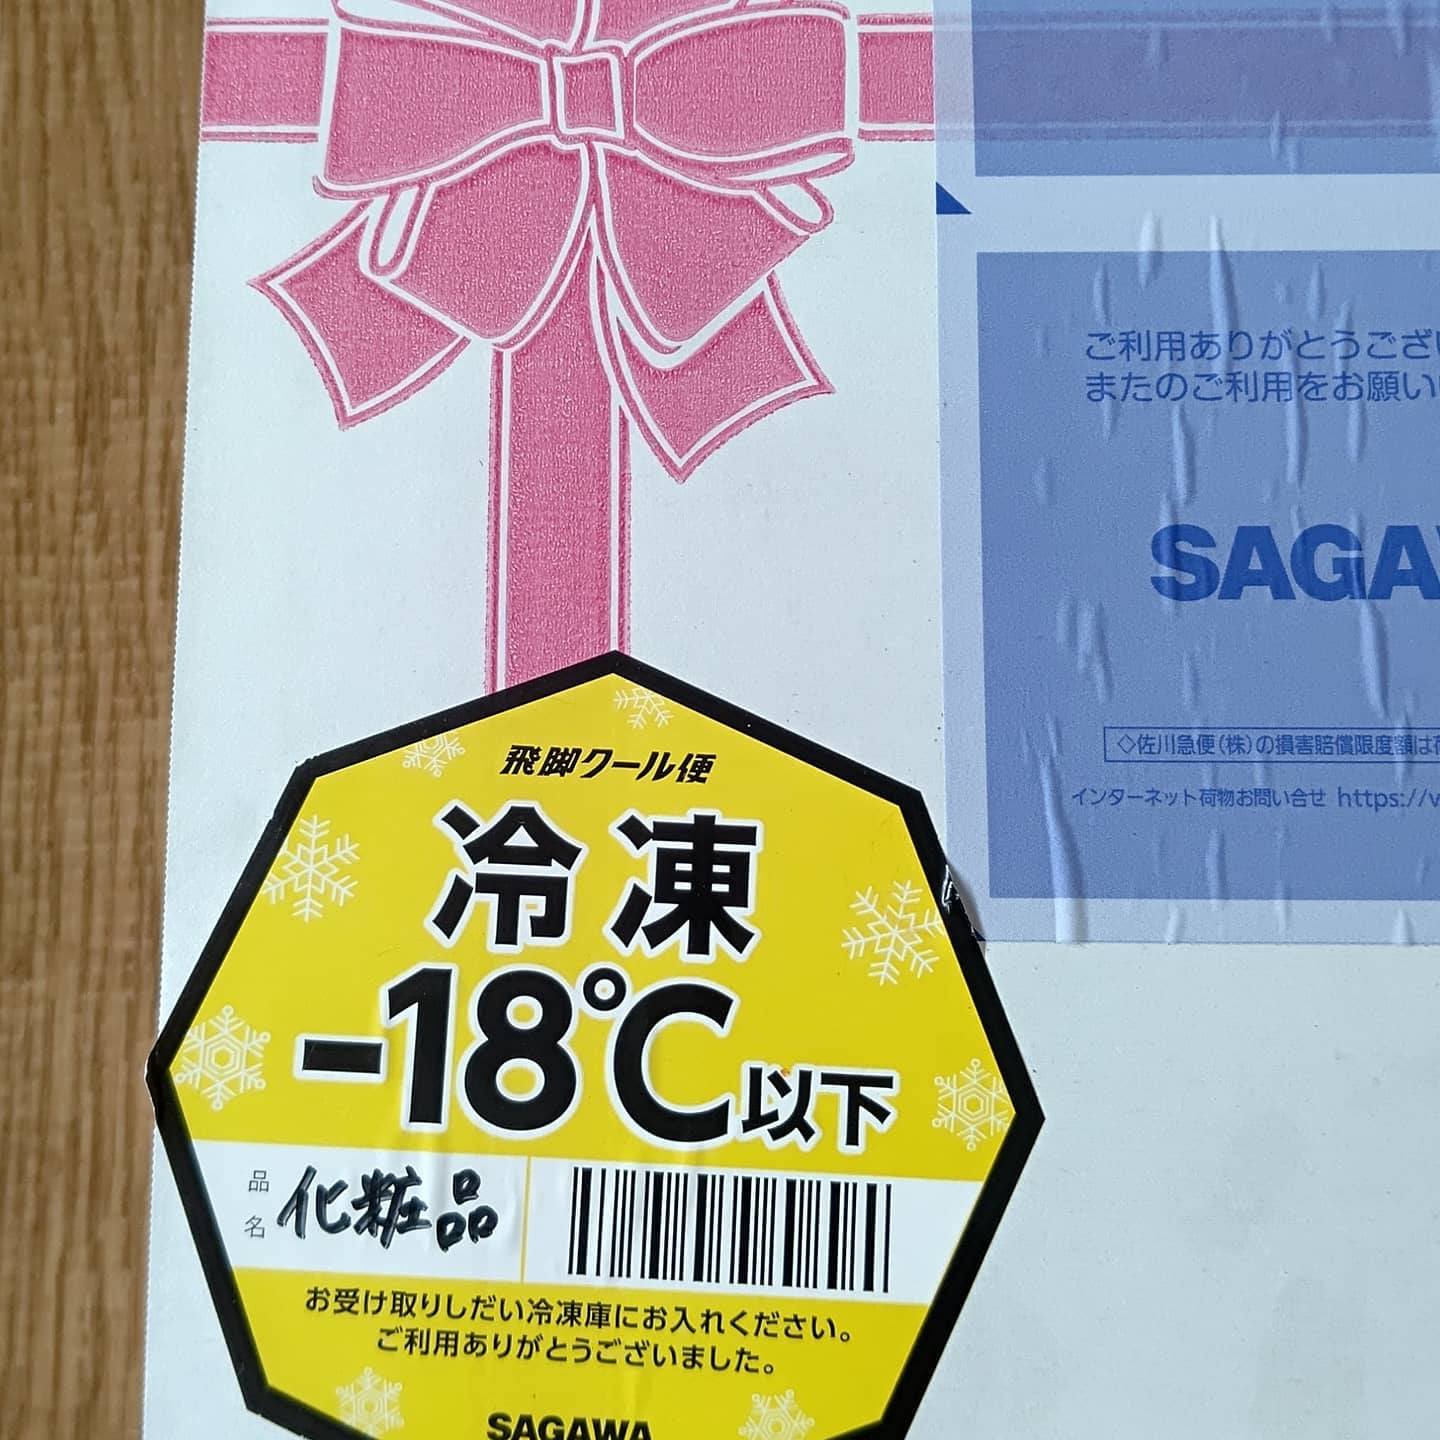 ご利用ありがとうござ
またのご利用をお願い
SAGA
◇佐川急便(株)の損害賠償限度額は
インターネット荷物お問い合せ https://
飛脚クール便
冷凍
-18℃以下
品名 化粧品
お受け取りしだい冷凍庫にお入れください。
ご利用ありがとうございました。
SAGAWA